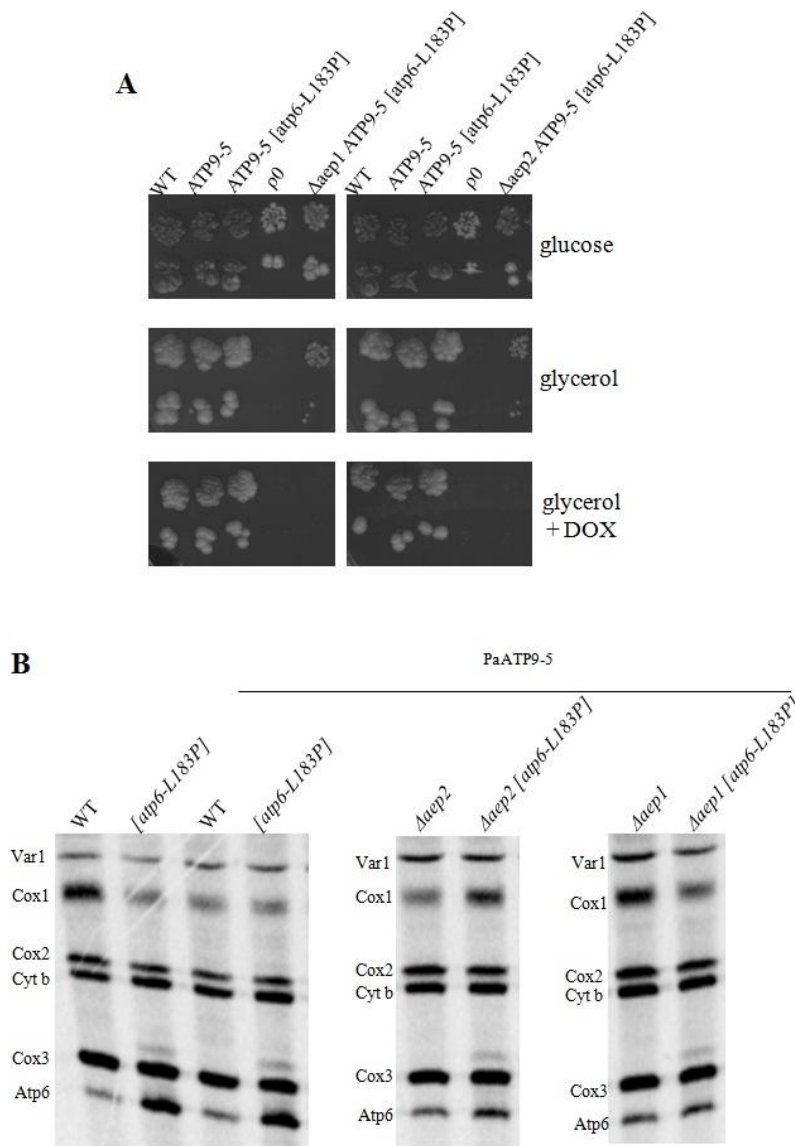 A
WT
ATP9-5
ATP9-5 [atp6-L183P]
ρ0
Δaep1 ATP9-5 [atp6-L183P]
WT
ATP9-5
ATP9-5 [atp6-L183P]
ρ0
Δaep2 ATP9-5 [atp6-L183P]
glucose
glycerol
glycerol
+ DOX
B
PaATP9-5
WT
[atp6-L183P]
WT
[atp6-L183P]
Δaep2
Δaep2 [atp6-L183P]
Δaep1
Δaep1 [atp6-L183P]
Var1
Cox1
Cox2
Cyt b
Cox3
Atp6
Var1
Cox1
Cox2
Cyt b
Cox3
Atp6
Var1
Cox1
Cox2
Cyt b
Cox3
Atp6